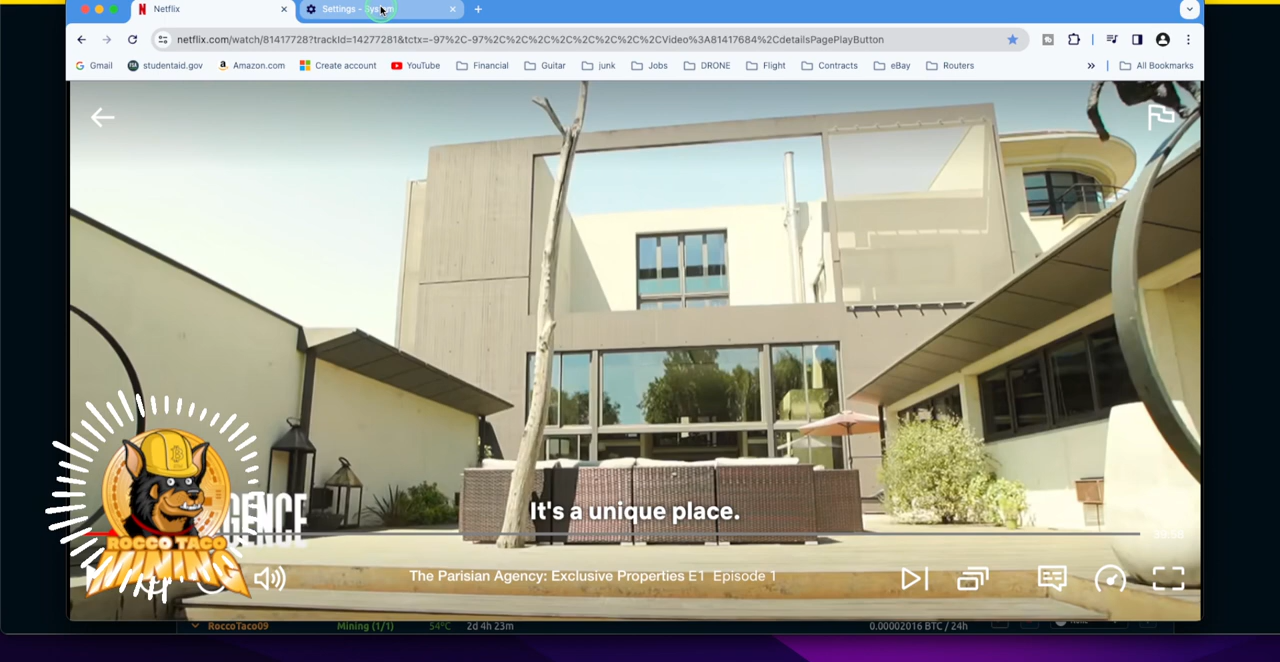 Netflix
Settings - System
netflix.com/watch/81417728?trackId=14277281&tctx=-97%2C-97%2C%2C%2C%2C%2C%2C%2C%2C%2CVideo%3A81417684%2CdetailsPagePlayButton
Gmail
studentaid.gov
Amazon.com
Create account
YouTube
Financial
Guitar
junk
Jobs
DRONE
Flight
Contracts
eBay
Routers
»
All Bookmarks
It's a unique place.
ROCCO TACO
MINING
The Parisian Agency: Exclusive Properties E1 Episode 1
RoccoTaco09
Mining (1/1)
54°C
2d 4h 23m
0.00002016 BTC / 24h